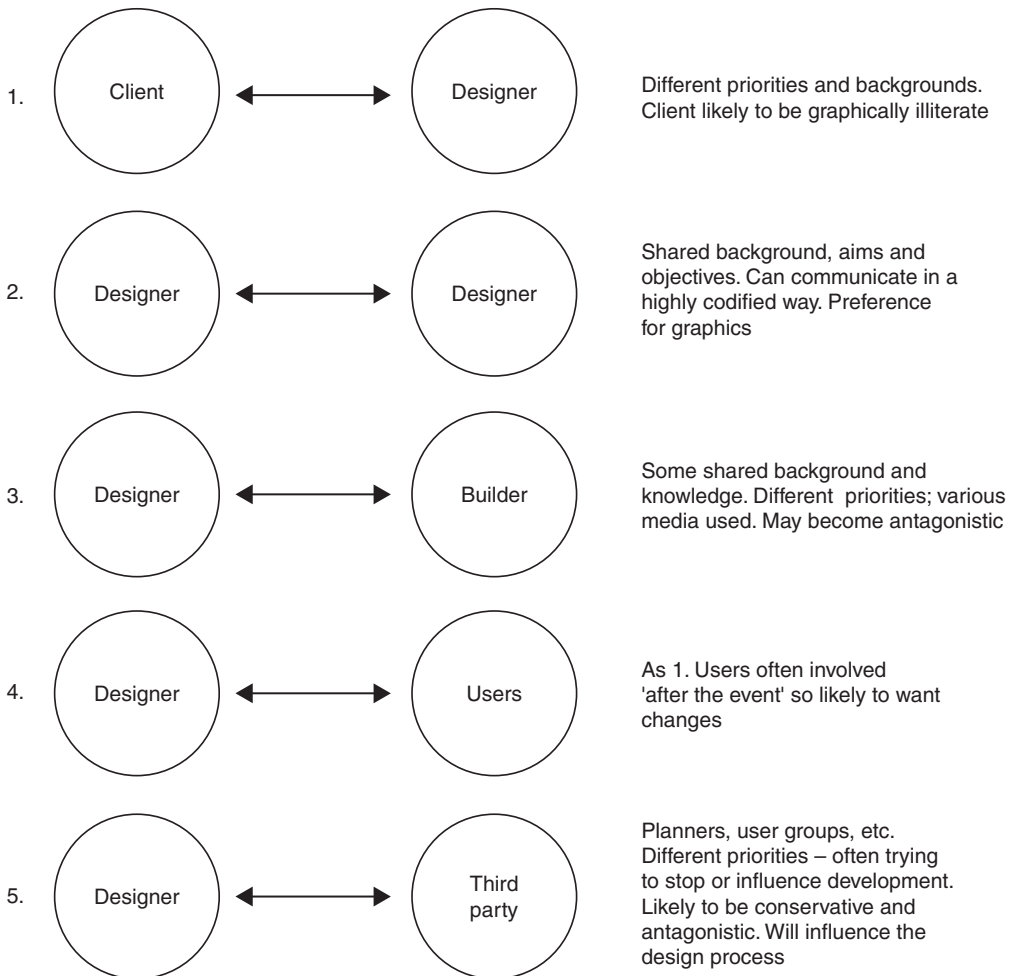 1.
Client
Designer
Different priorities and backgrounds.
Client likely to be graphically illiterate
2.
Designer
Designer
Shared background, aims and
objectives. Can communicate in a
highly codified way. Preference
for graphics
3.
Designer
Builder
Some shared background and
knowledge. Different priorities; various
media used. May become antagonistic
4.
Designer
Users
As 1. Users often involved
'after the event' so likely to want
changes
5.
Designer
Third
party
Planners, user groups, etc.
Different priorities – often trying
to stop or influence development.
Likely to be conservative and
antagonistic. Will influence the
design process